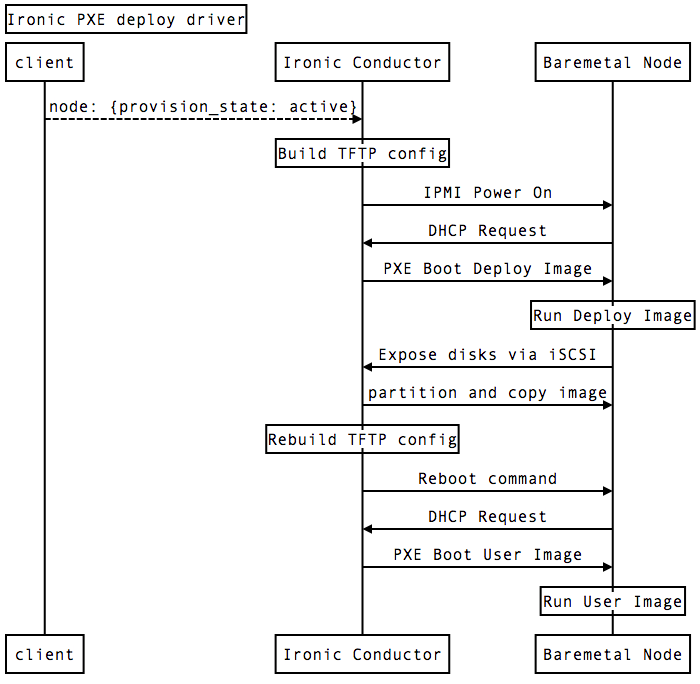 Ironic PXE deploy driver
client
Ironic Conductor
Baremetal Node
node: {provision_state: active}
Build TFTP config
IPMI Power On
DHCP Request
PXE Boot Deploy Image
Run Deploy Image
Expose disks via iSCSI
partition and copy image
Rebuild TFTP config
Reboot command
DHCP Request
PXE Boot User Image
Run User Image
client
Ironic Conductor
Baremetal Node